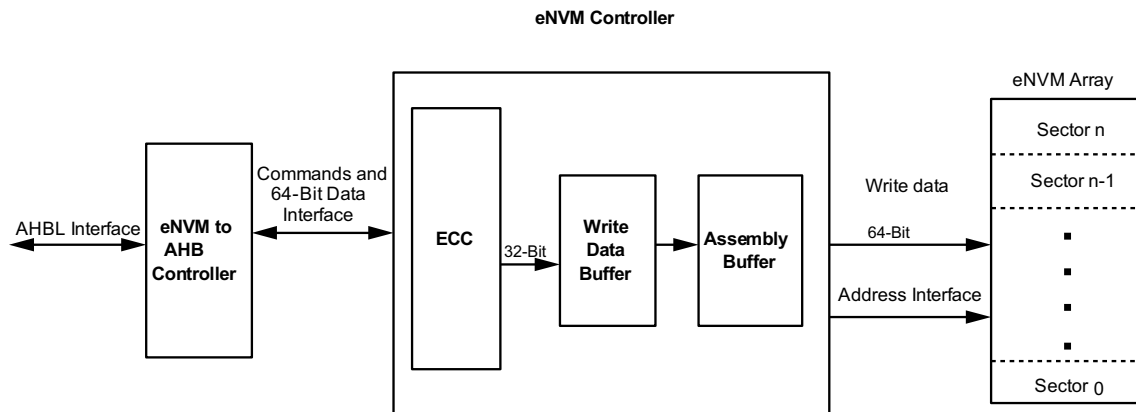 eNVM Controller
eNVM Array
AHBL Interface
eNVM to
AHB
Controller
Commands and
64-Bit Data
Interface
ECC
32-Bit
Write
Data
Buffer
Assembly
Buffer
Write data
64-Bit
Address Interface
Sector n
Sector n-1
Sector 0